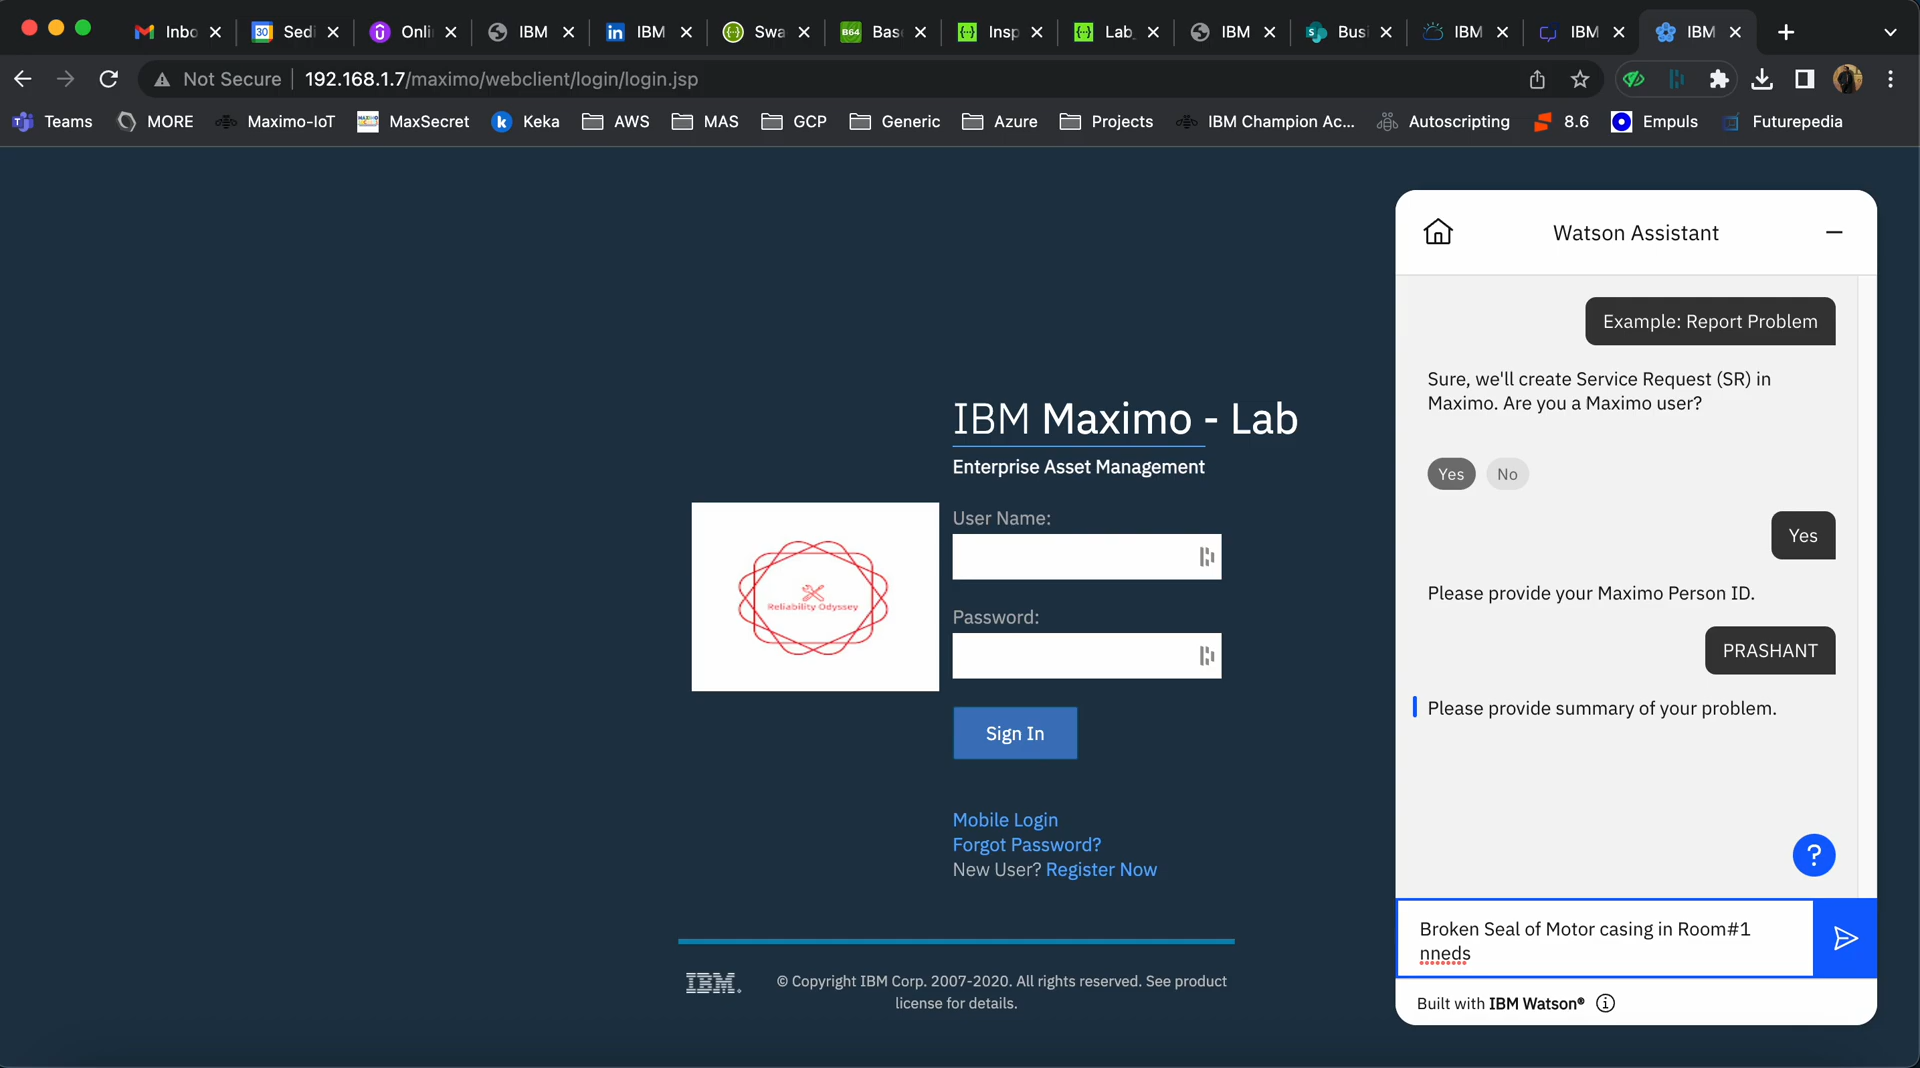 Inbo
Sedi
Onli
IBM
IBM
Swa
B64 Bas
Insp
Lab_
IBM
Busi
IBM
IBM
IBM
Not Secure 192.168.1.7/maximo/webclient/login/login.jsp
Teams MORE Maximo-IoT MaxSecret Keka AWS MAS GCP Generic Azure Projects IBM Champion Ac... Autoscripting 8.6 Empuls Futurepedia
IBM Maximo - Lab
Enterprise Asset Management
Reliability Odyssey
User Name:
Password:
Sign In
Mobile Login
Forgot Password?
New User? Register Now
IBM.
© Copyright IBM Corp. 2007-2020. All rights reserved. See product
license for details.
Watson Assistant
Example: Report Problem
Sure, we'll create Service Request (SR) in
Maximo. Are you a Maximo user?
Yes No
Yes
Please provide your Maximo Person ID.
PRASHANT
Please provide summary of your problem.
?
Broken Seal of Motor casing in Room#1
nneds
Built with IBM Watson®